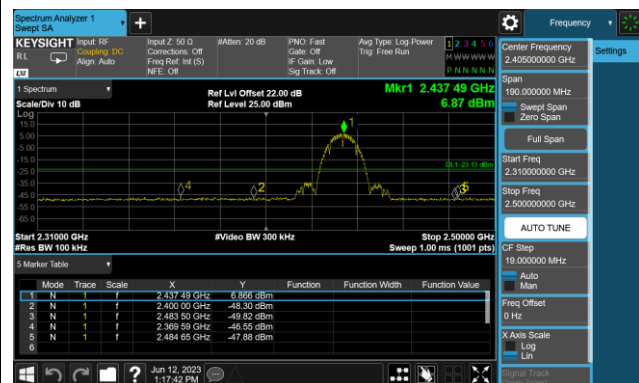 Spectrum Analyzer 1
Swept SA
+
Frequency
KEYSIGHT
RL
LXI
Input: RF
Coupling: DC
Align: Auto
Input Z: 50 Ω
Corrections: Off
Freq Ref: Int (S)
NFE: Off
#Atten: 20 dB
PNO: Fast
Gate: Off
IF Gain: Low
Sig Track: Off
Avg Type: Log-Power
Trig: Free Run
1 2 3 4 5 6
M W W W W W
P N N N N N
1 Spectrum
Scale/Div 10 dB
Ref Lvl Offset 22.00 dB
Ref Level 25.00 dBm
Mkr1 2.437 49 GHz
6.87 dBm
Log
15.0
5.00
-5.00
-15.0
-25.0
-35.0
-45.0
-55.0
-65.0
1
DL1 -23.13 dBm
4
2
5
Start 2.31000 GHz
#Res BW 100 kHz
#Video BW 300 kHz
Stop 2.50000 GHz
Sweep 1.00 ms (1001 pts)
5 Marker Table
Mode Trace Scale X Y Function Function Width Function Value
1 N 1 f 2.437 49 GHz 6.866 dBm
2 N 1 f 2.400 00 GHz -48.30 dBm
3 N 1 f 2.483 50 GHz -49.82 dBm
4 N 1 f 2.369 59 GHz -46.55 dBm
5 N 1 f 2.484 65 GHz -47.88 dBm
6
?
Jun 12, 2023
1:17:42 PM
Center Frequency
2.405000000 GHz
Settings
Span
190.000000 MHz
Swept Span
Zero Span
Full Span
Start Freq
2.310000000 GHz
Stop Freq
2.500000000 GHz
AUTO TUNE
CF Step
19.000000 MHz
Auto
Man
Freq Offset
0 Hz
X Axis Scale
Log
Lin
Signal Track